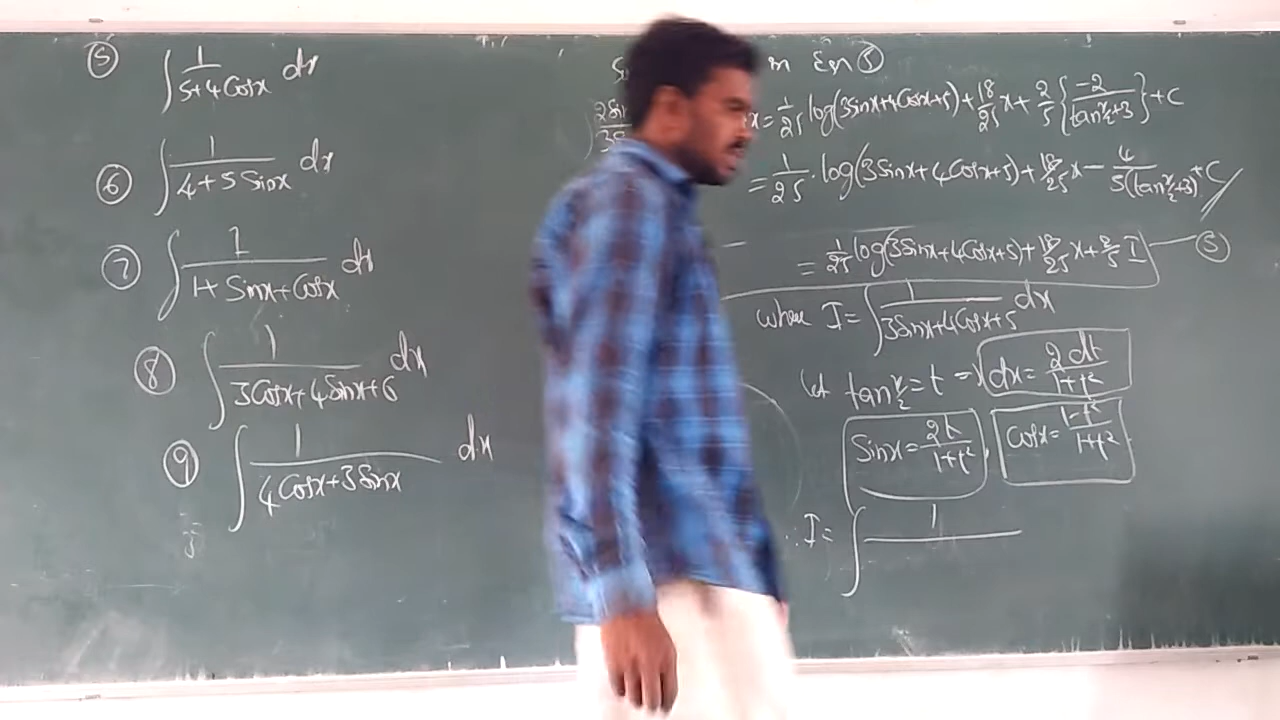 ⑤ ∫ 1/(5+4Cosx) dx
⑥ ∫ 1/(4+5Sinx) dx
⑦ ∫ 1/(1+Sinx+Cosx) dx
⑧ ∫ 1/(3Cosx+4Sinx+6) dx
⑨ ∫ 1/(4Cosx+3Sinx) dx
in Eqn ⑤
x = 1/25 log(3Sinx+4Cosx+5) + 18/25 x + 2/5 { -2/(tan x/2 +3) } + C
= 1/25 . log(3Sinx+4Cosx+5) + 18/25 x - 4/(5(tan x/2 +3)) + C //
= 1/25 log(3Sinx+4Cosx+5) + 18/25 x + 2/5 I — ⑤
where I = ∫ 1/(3Sinx+4Cosx+5) dx
let tan x/2 = t ⇒ dx = 2dt/(1+t²)
Sinx = 2t/(1+t²), Cosx = (1-t²)/(1+t²)
∴ I = ∫ 1/